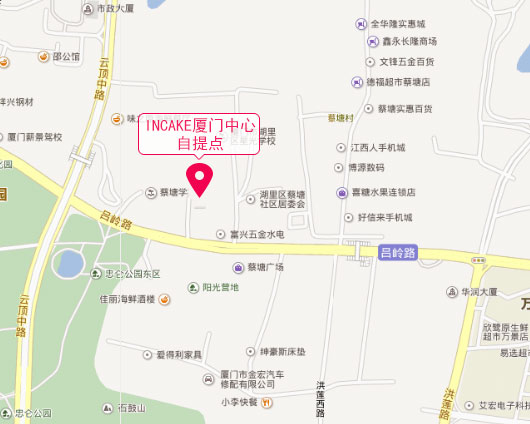 市政大厦
全华隆实惠城
鑫永长隆商场
邵公馆
文锋五金百货
云顶中路
德福超市蔡塘店
祥兴钢材
蔡塘实惠百货
蔡塘村
INCAKE厦门中心
自提点
湖里
学校
厦门薪景驾校
江西人手机城
博源数码
公园
蔡塘学
湖里区蔡塘
社区居委会
喜糖水果连锁店
吕岭路
好信来手机城
富兴五金水电
吕岭路
蔡塘广场
忠仑公园东区
阳光营地
佳丽海鲜酒楼
华润大厦
云顶中路
欣鹭原生鲜
超市万景店
易选超市
爱得利家具
绅豪斯床垫
厦门市金宏汽车
修配有限公司
洪莲西路
洪莲路
小李快餐
石鼓山
忠仑公园
艾宏电子科技